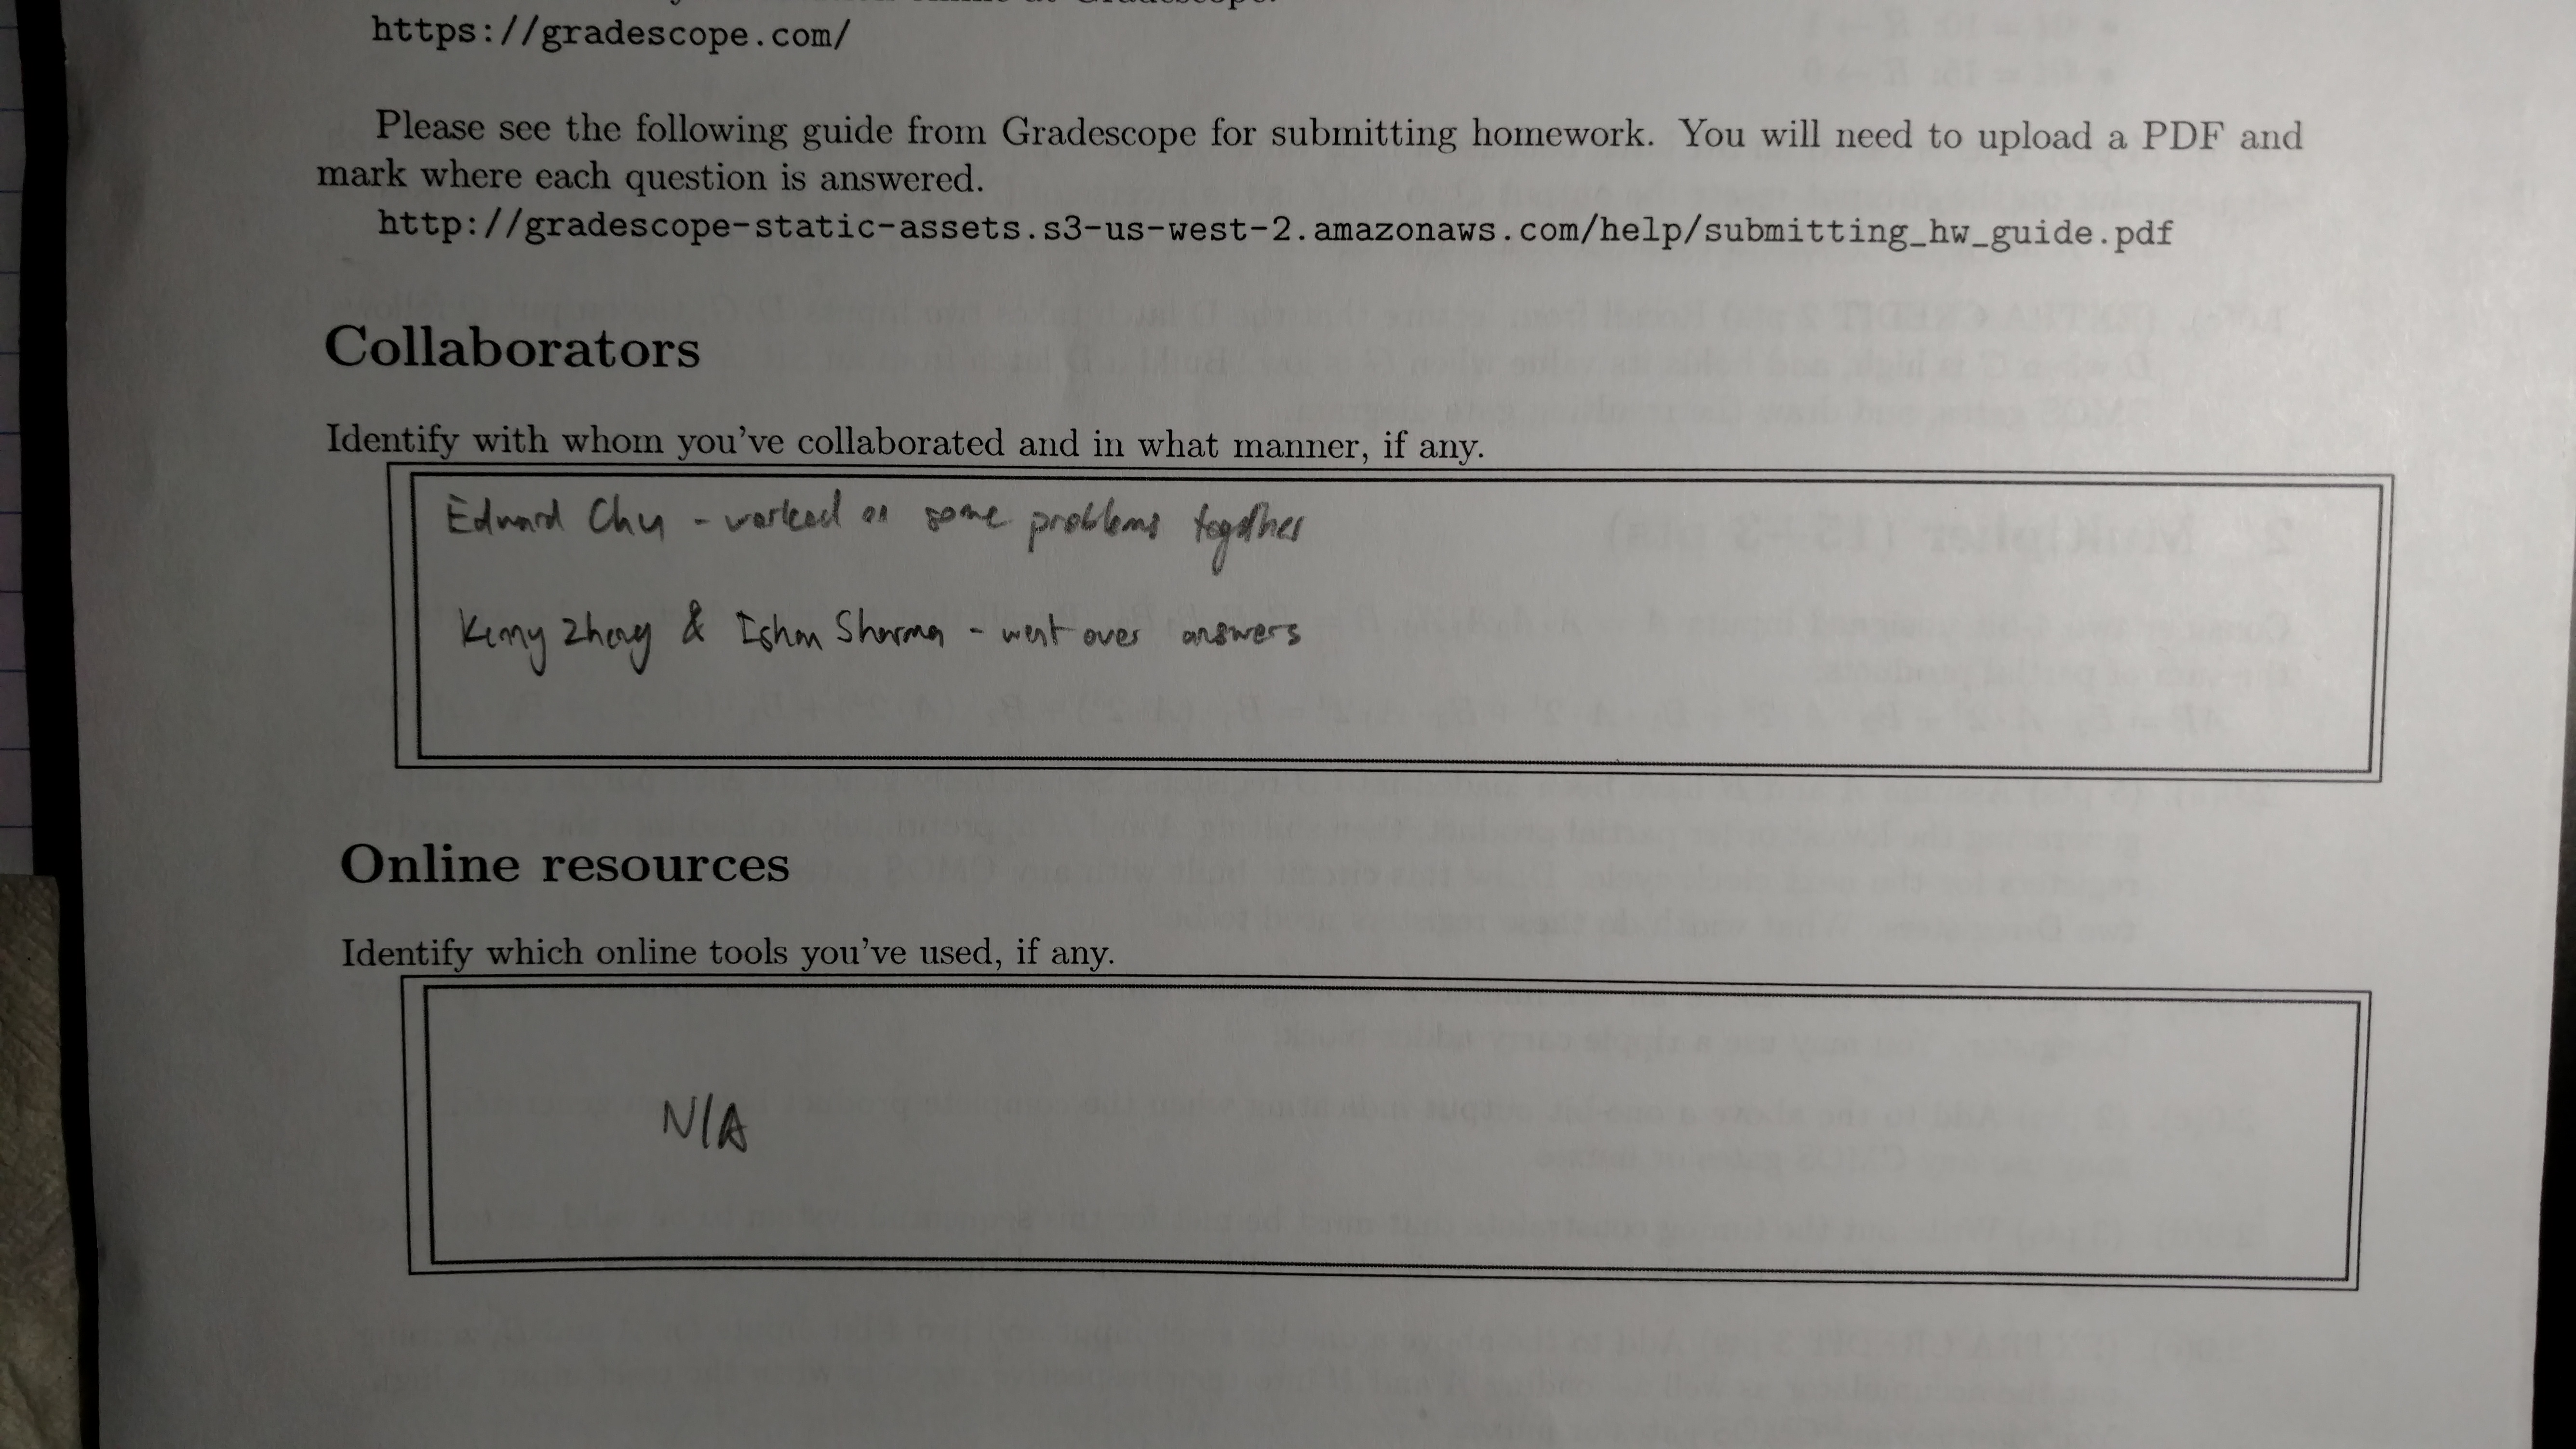 https://gradescope.com/
Please see the following guide from Gradescope for submitting homework. You will need to upload a PDF and
mark where each question is answered.
http://gradescope-static-assets.s3-us-west-2.amazonaws.com/help/submitting_hw_guide.pdf
Collaborators
Identify with whom you've collaborated and in what manner, if any.
Edward Chu - worked on some problems together
Kenny Zheng & Ishan Sharma - went over answers
Online resources
Identify which online tools you've used, if any.
N/A